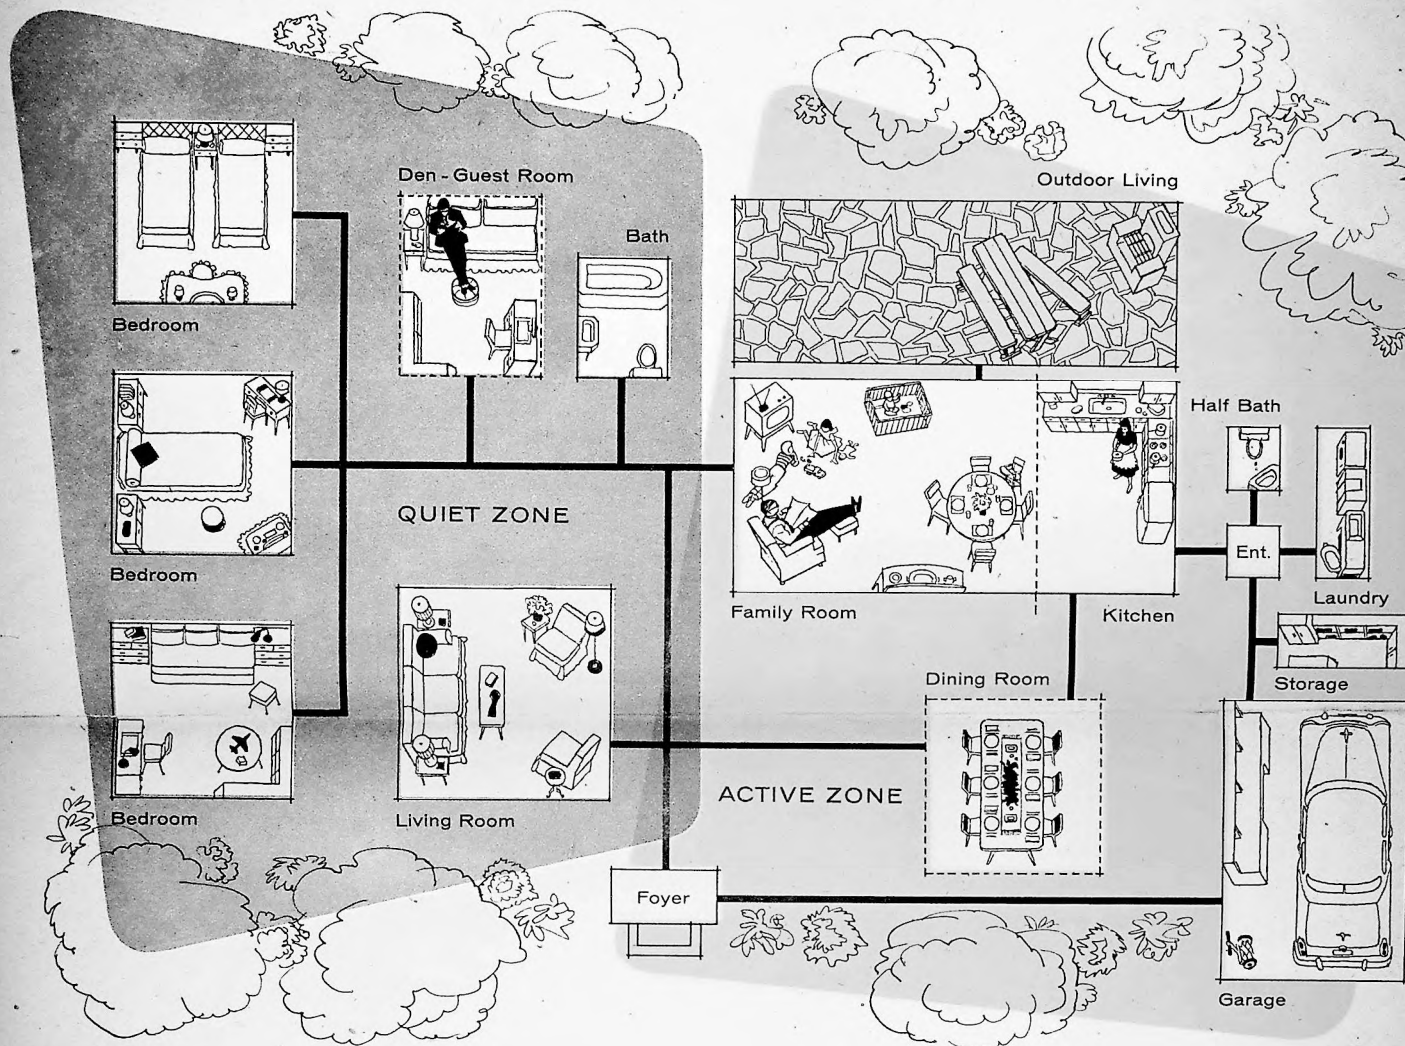 Den - Guest Room
Bath
Outdoor Living
Bedroom
Half Bath
QUIET ZONE
Ent.
Bedroom
Family Room
Kitchen
Laundry
Dining Room
Storage
ACTIVE ZONE
Bedroom
Living Room
Foyer
Garage